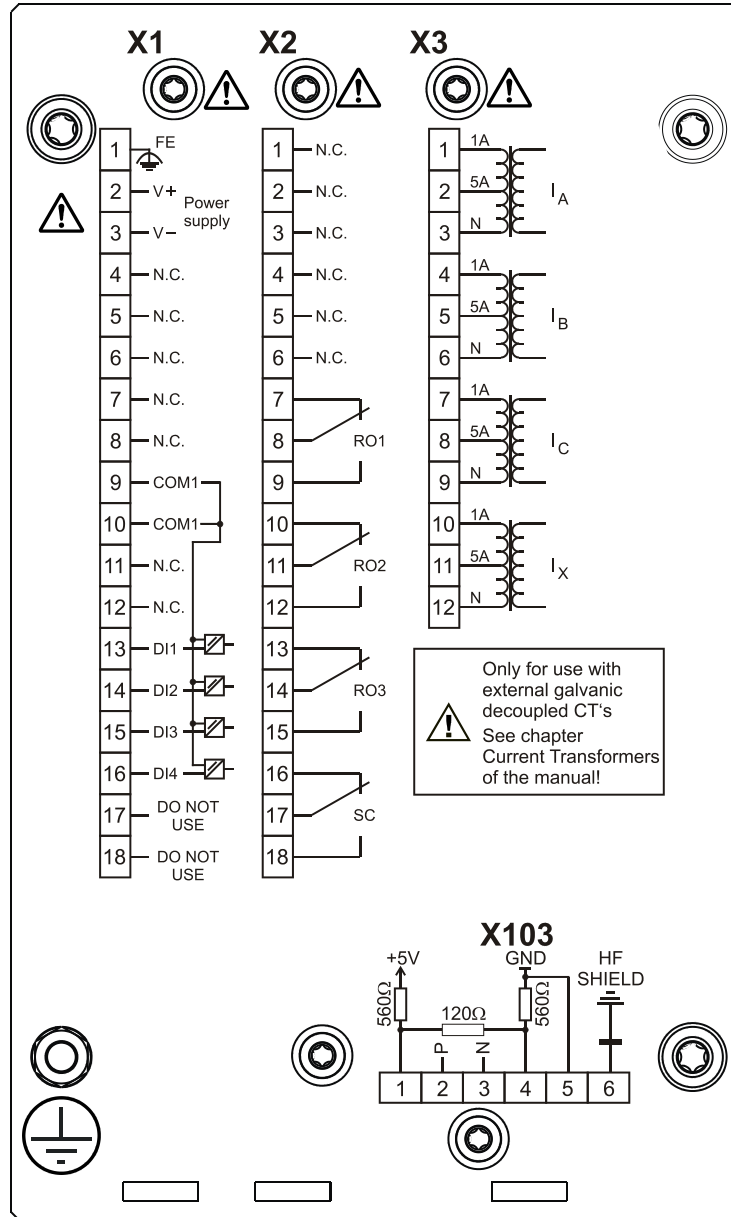 X1 X2 X3
1 FE
2 V+ Power
supply
3 V-
4 N.C.
5 N.C.
6 N.C.
7 N.C.
8 N.C.
9 COM1
10 COM1
11 N.C.
12 N.C.
13 DI1
14 DI2
15 DI3
16 DI4
17 DO NOT
USE
18 DO NOT
USE
1 N.C.
2 N.C.
3 N.C.
4 N.C.
5 N.C.
6 N.C.
7
8 RO1
9
10
11 RO2
12
13
14 RO3
15
16
17 SC
18
1 1A
2 5A IA
3 N
4 1A
5 5A IB
6 N
7 1A
8 5A IC
9 N
10 1A
11 5A IX
12 N
Only for use with
external galvanic
decoupled CT's
See chapter
Current Transformers
of the manual!
X103
+5V GND HF
SHIELD
560Ω 120Ω 560Ω
P N
1 2 3 4 5 6